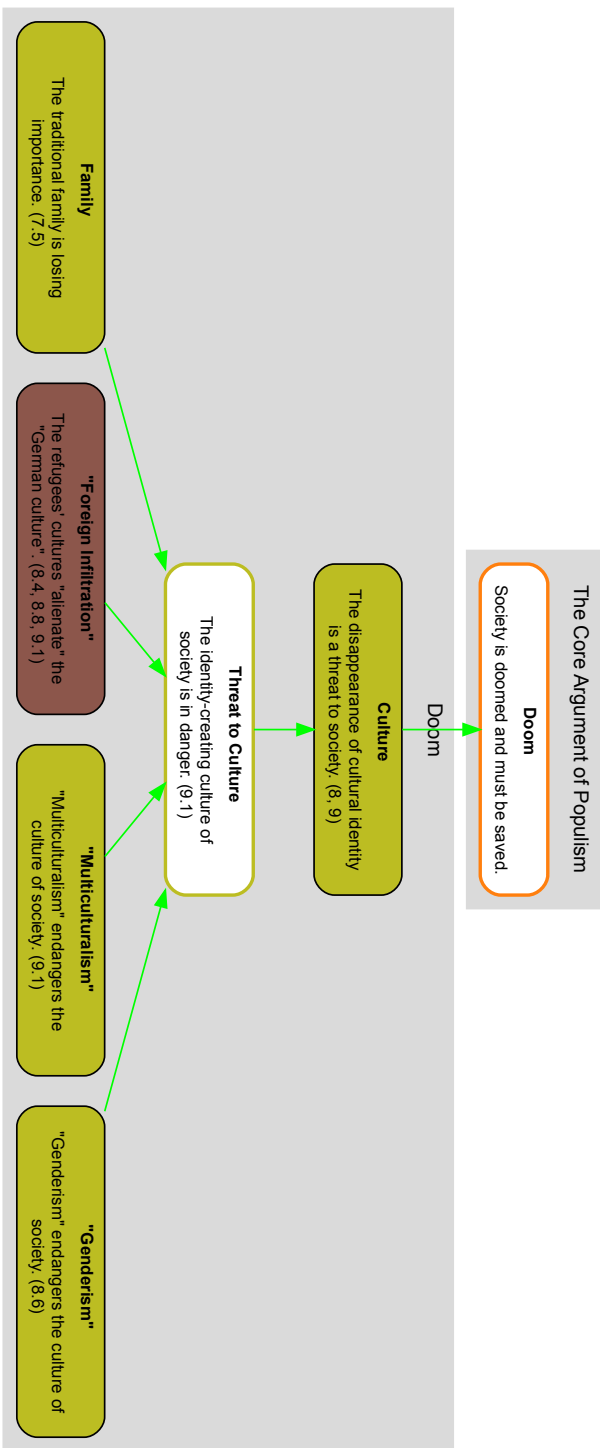 The Core Argument of Populism
Doom
Society is doomed and must be saved.
Doom
Culture
The disappearance of cultural identity
is a threat to society. (8, 9)
Threat to Culture
The identity-creating culture of
society is in danger. (9.1)
Family
The traditional family is losing
importance. (7.5)
"Foreign Infiltration"
The refugees' cultures "alienate" the
"German culture". (8.4, 8.8, 9.1)
"Multiculturalism"
"Multiculturalism" endangers the
culture of society. (9.1)
"Genderism"
"Genderism" endangers the culture of
society. (8.6)